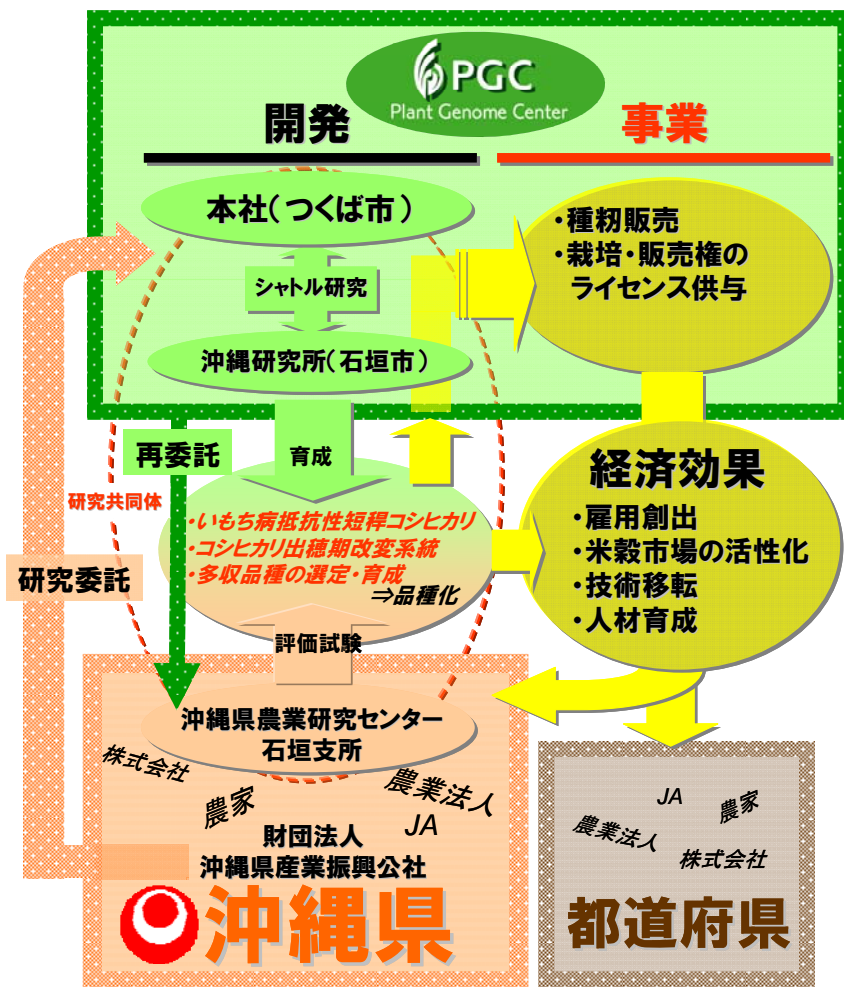 PGC
Plant Genome Center
開発
事業
本社(つくば市)
シャトル研究
沖縄研究所(石垣市)
・種籾販売
・栽培・販売権の
ライセンス供与
再委託
育成
研究共同体
研究委託
・いもち病抵抗性短稈コシヒカリ
・コシヒカリ出穂期改変系統
・多収品種の選定・育成
⇒品種化
経済効果
・雇用創出
・米穀市場の活性化
・技術移転
・人材育成
評価試験
沖縄県農業研究センター
石垣支所
株式会社
農家
農業法人
JA
財団法人
沖縄県産業振興公社
沖縄県
JA
農家
農業法人
株式会社
都道府県